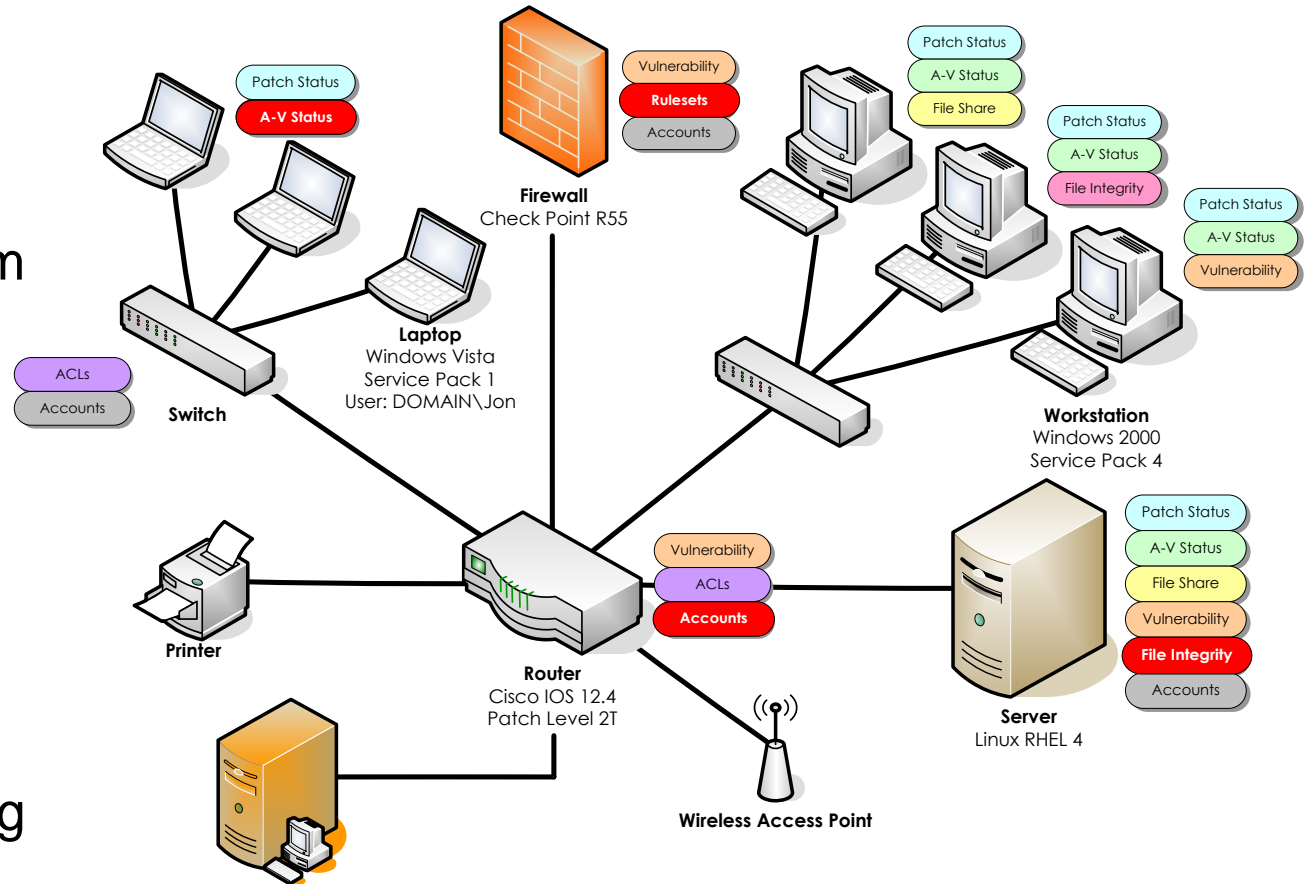 Patch Status
A-V Status
Vulnerability
Rulesets
Accounts
Firewall
Check Point R55
Patch Status
A-V Status
File Share
Patch Status
A-V Status
File Integrity
Patch Status
A-V Status
Vulnerability
m
Laptop
Windows Vista
Service Pack 1
User: DOMAIN\Jon
ACLs
Accounts
Switch
Workstation
Windows 2000
Service Pack 4
Printer
Vulnerability
ACLs
Accounts
Router
Cisco IOS 12.4
Patch Level 2T
Patch Status
A-V Status
File Share
Vulnerability
File Integrity
Accounts
Server
Linux RHEL 4
Wireless Access Point
g